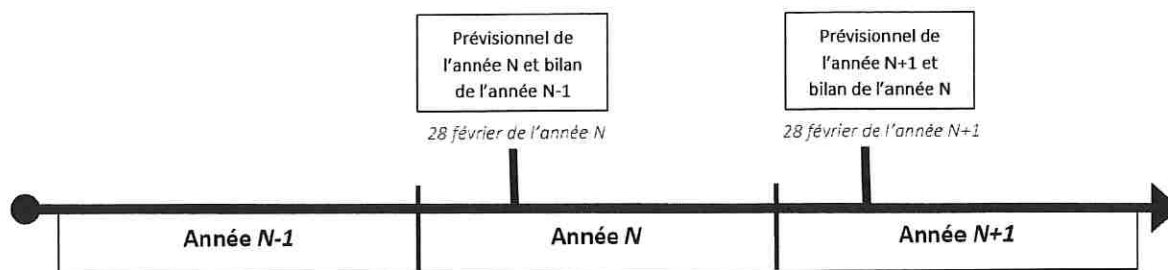 Prévisionnel de
l'année N et bilan
de l'année N-1
28 février de l'année N
Prévisionnel de
l'année N+1 et
bilan de l'année N
28 février de l'année N+1
Année N-1
Année N
Année N+1